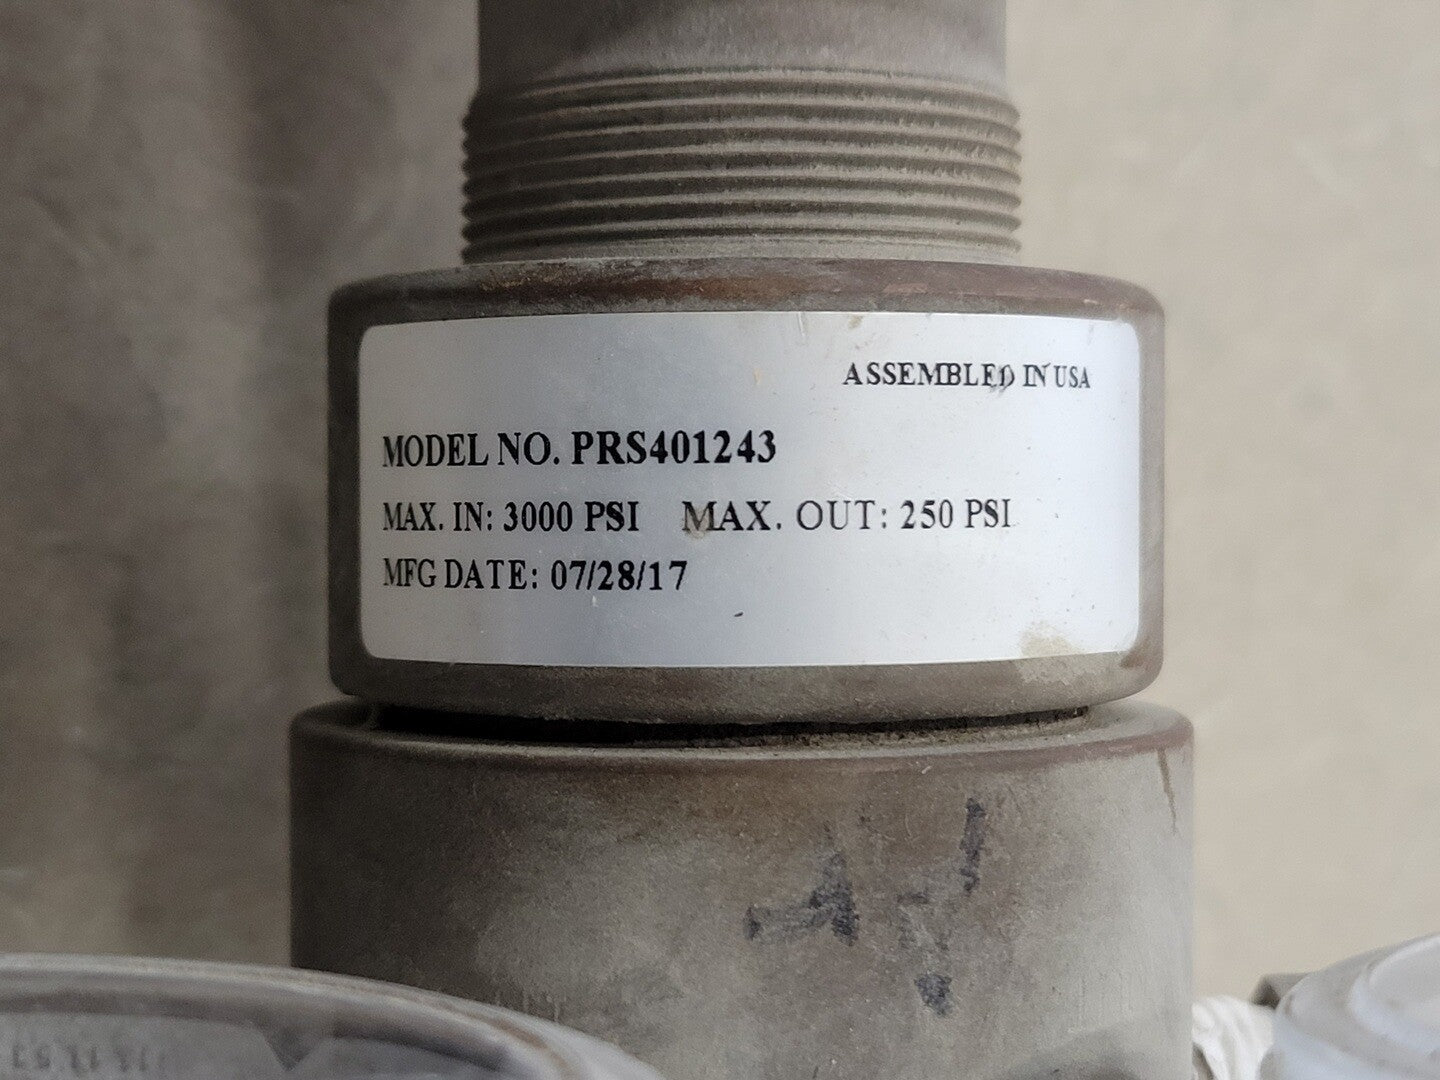 ASSEMBLED IN USA
MODEL NO. PRS401243
MAX. IN: 3000 PSI MAX. OUT: 250 PSI
MFG DATE: 07/28/17